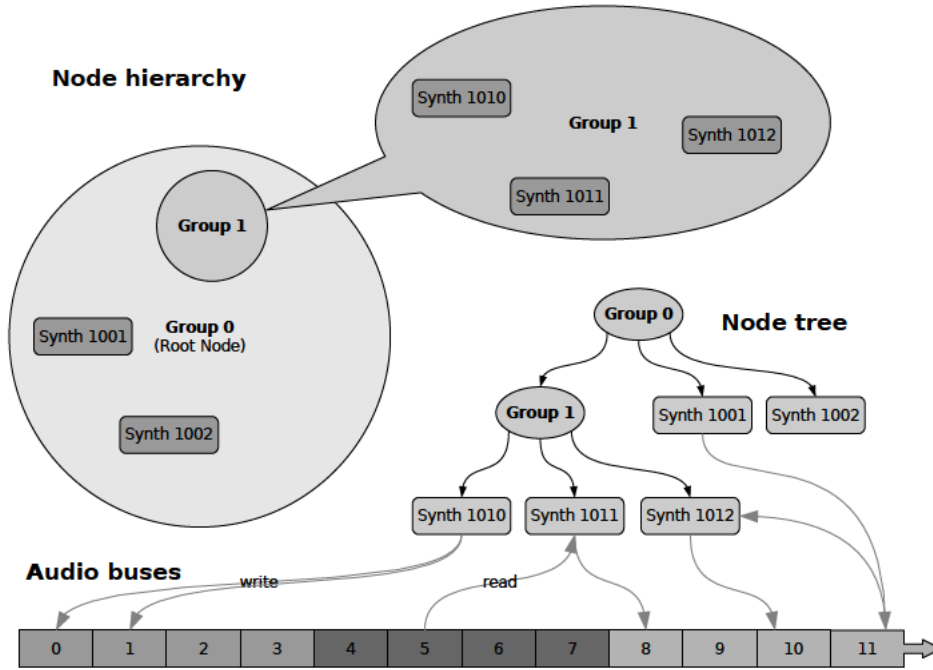 Node hierarchy
Synth 1010
Group 1
Synth 1012
Synth 1011
Group 1
Synth 1001
Group 0
(Root Node)
Synth 1002
Group 0
Node tree
Group 1
Synth 1001
Synth 1002
Synth 1010
Synth 1011
Synth 1012
Audio buses
write
read
0 1 2 3 4 5 6 7 8 9 10 11